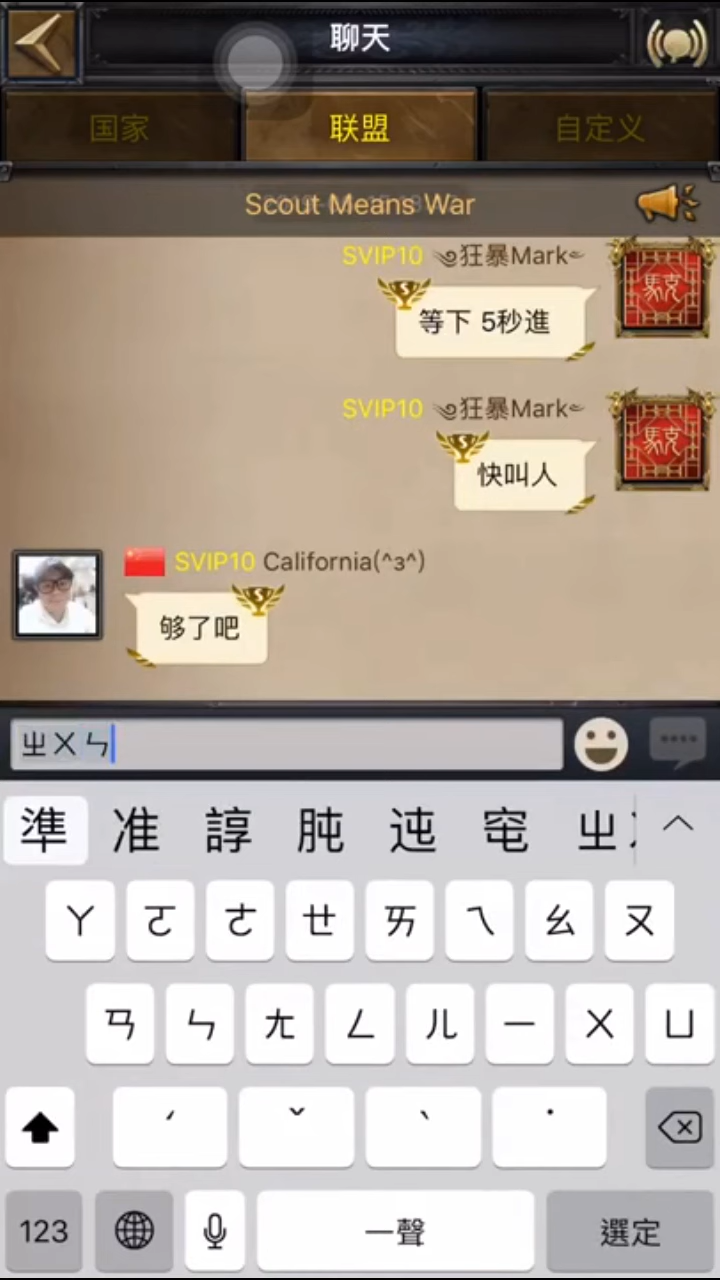 聊天
国家
联盟
自定义
Scout Means War
SVIP10 ༄狂暴Mark࿐
等下 5秒進
SVIP10 ༄狂暴Mark࿐
快叫人
SVIP10 California(^з^)
够了吧
ㄓㄨㄣ
準 准 諄 肫 迍 窀 ㄓ
ㄚ ㄛ ㄜ ㄝ ㄞ ㄟ ㄠ ㄡ
ㄢ ㄣ ㄤ ㄥ ㄦ 一 ㄨ ㄩ
ˊ ˇ ˋ ˙
123 一聲 選定